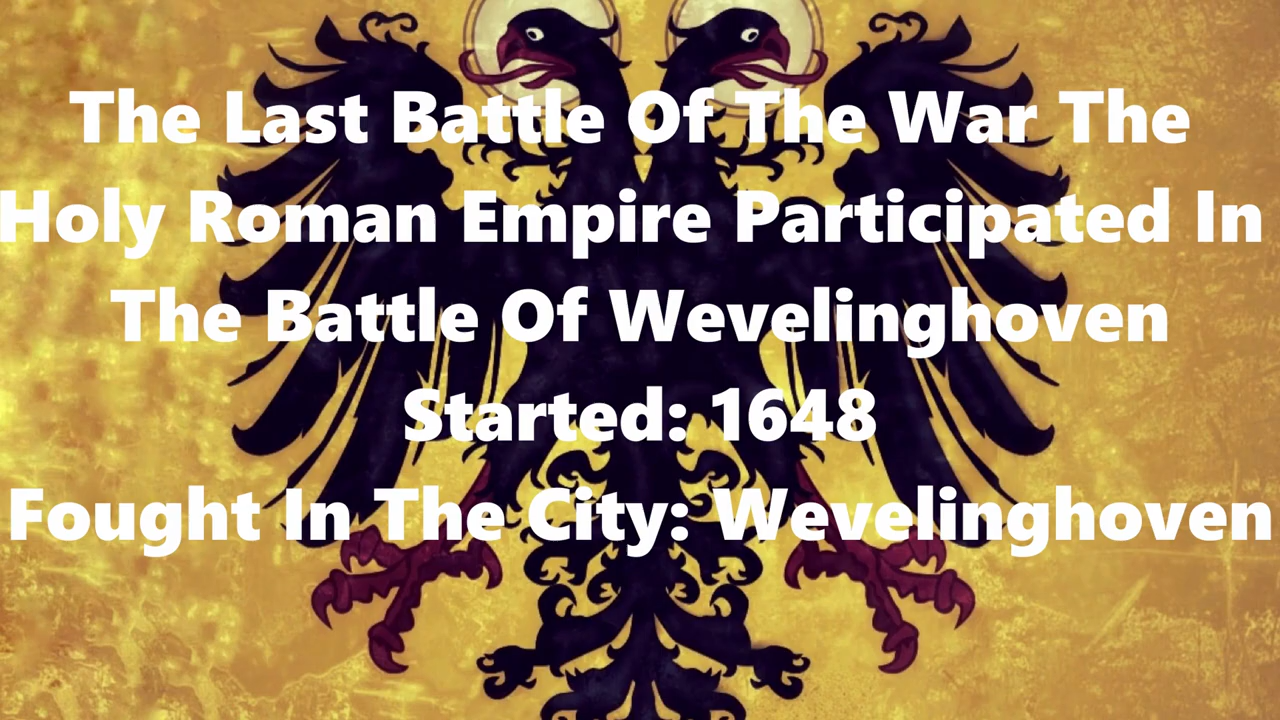 The Last Battle Of The War The
Holy Roman Empire Participated In
The Battle Of Wevelinghoven
Started: 1648
Fought In The City: Wevelinghoven